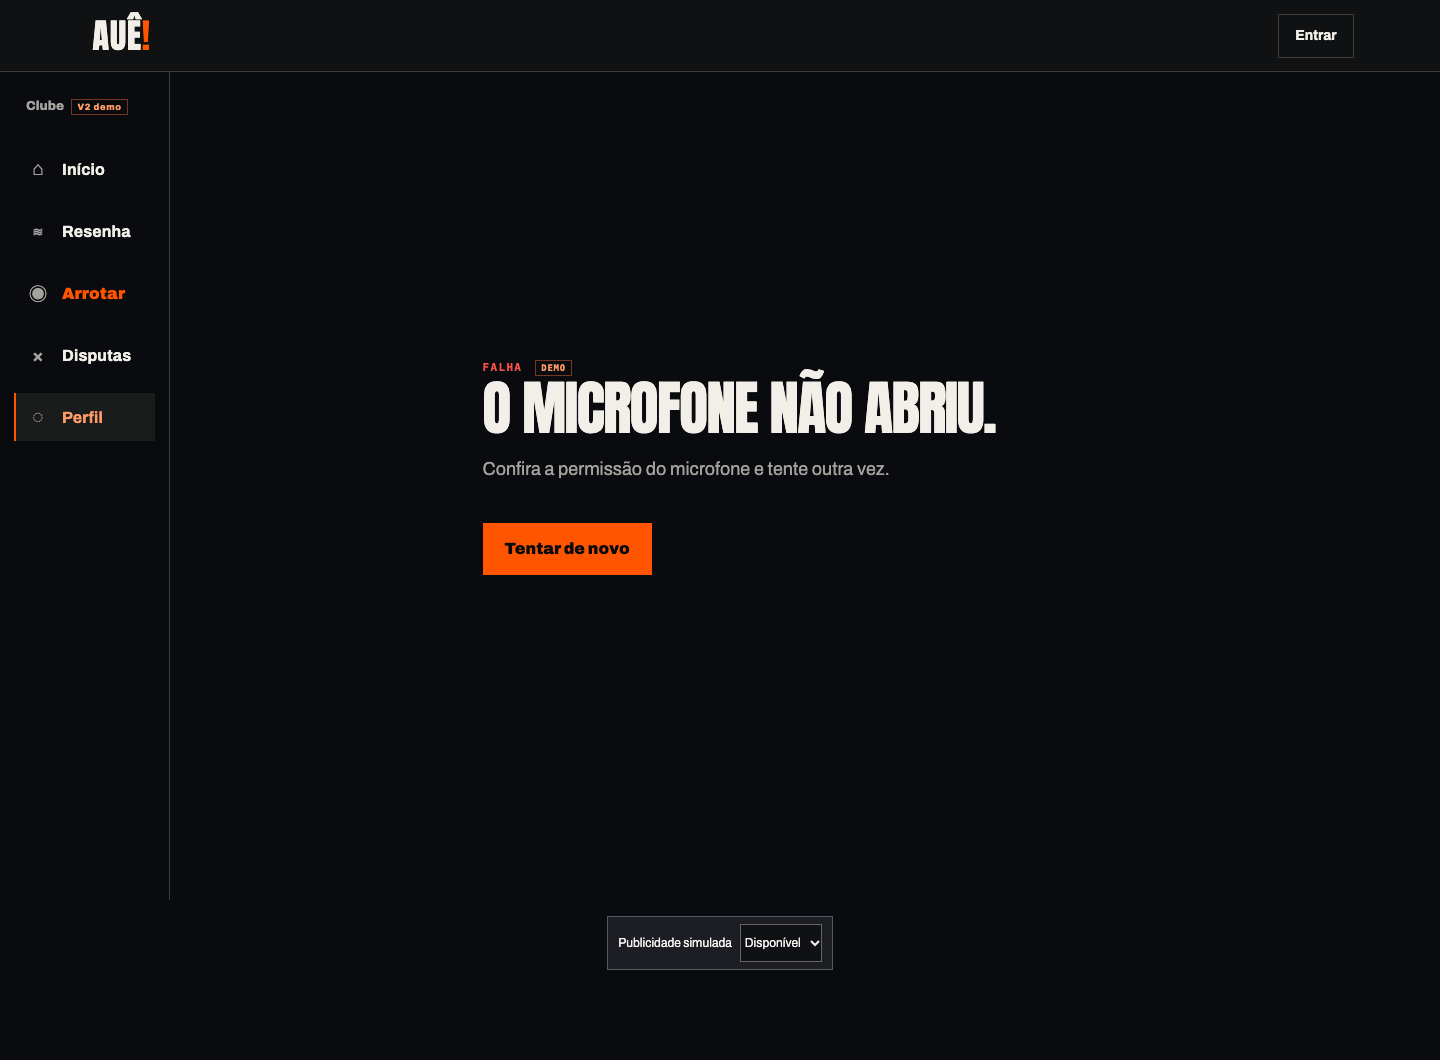 AUÊ!
Entrar
Clube V2 demo
Início
Resenha
Arrotar
Disputas
Perfil
FALHA DEMO
O MICROFONE NÃO ABRIU.
Confira a permissão do microfone e tente outra vez.
Tentar de novo
Publicidade simulada Disponível